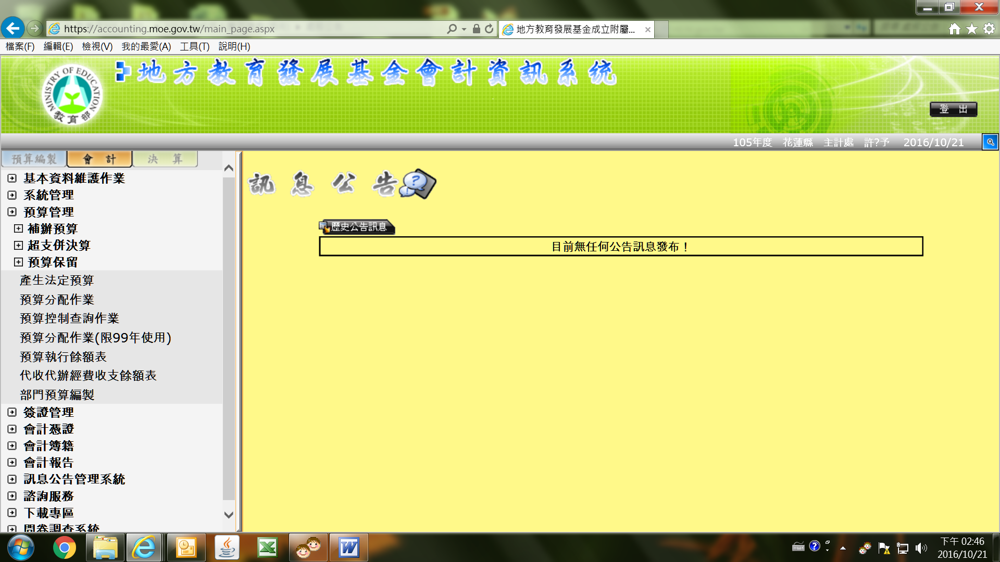 https://accounting.moe.gov.tw/main_page.aspx
地方教育發展基金成立附屬...
檔案(F) 編輯(E) 檢視(V) 我的最愛(A) 工具(T) 說明(H)
MINISTRY OF EDUCATION
教育部
地方教育發展基金會計資訊系統
登 出
105年度 花蓮縣 主計處 許?予 2016/10/21
預算編製 會 計 決 算
基本資料維護作業
系統管理
預算管理
補辦預算
超支併決算
預算保留
產生法定預算
預算分配作業
預算控制查詢作業
預算分配作業(限99年使用)
預算執行餘額表
代收代辦經費收支餘額表
部門預算編製
簽證管理
會計憑證
會計簿籍
會計報告
訊息公告管理系統
諮詢服務
下載專區
問卷調查系統
訊息公告
歷史公告訊息
目前無任何公告訊息發布！
下午 02:46
2016/10/21